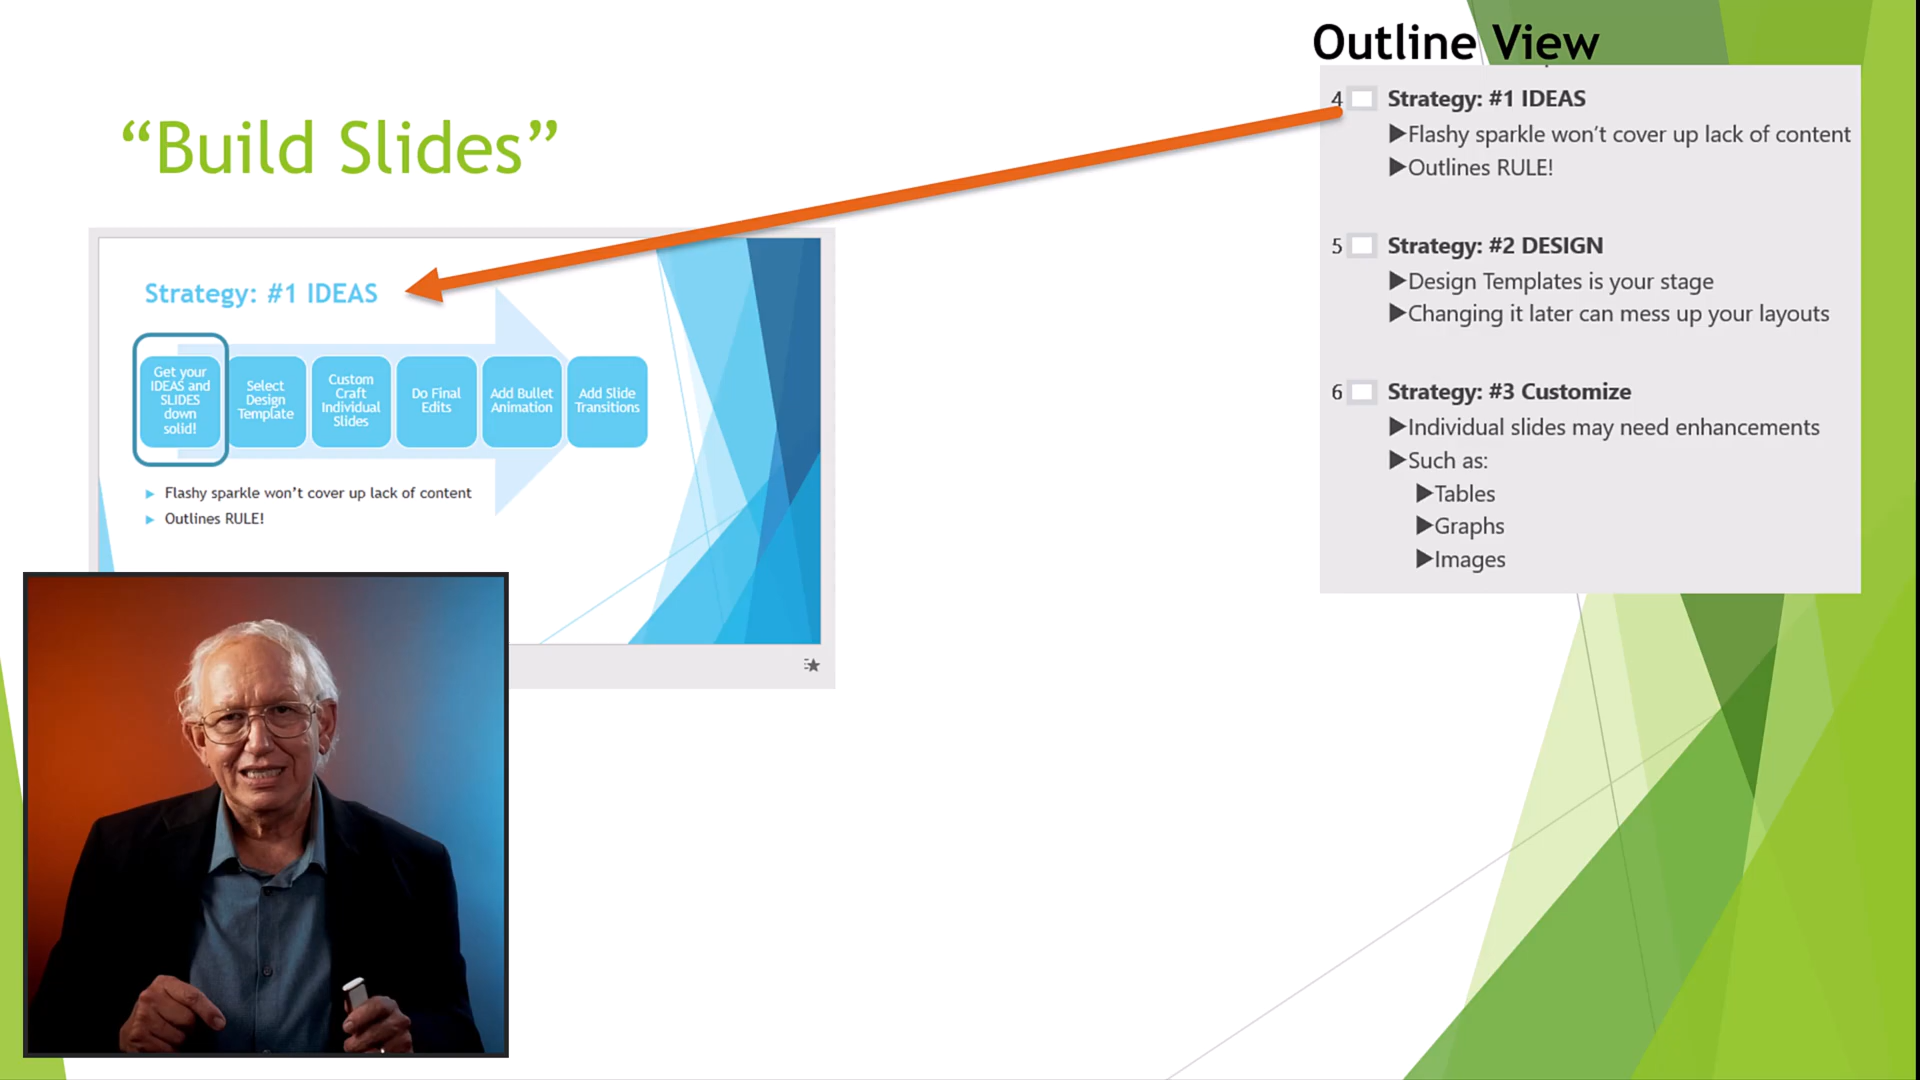 Outline View
“Build Slides”
4 Strategy: #1 IDEAS
▶Flashy sparkle won’t cover up lack of content
▶Outlines RULE!
5 Strategy: #2 DESIGN
▶Design Templates is your stage
▶Changing it later can mess up your layouts
6 Strategy: #3 Customize
▶Individual slides may need enhancements
▶Such as:
▶Tables
▶Graphs
▶Images
Strategy: #1 IDEAS
Get your
IDEAS and
SLIDES
down
solid!
Select
Design
Template
Custom
Craft
Individual
Slides
Do Final
Edits
Add Bullet
Animation
Add Slide
Transitions
▶ Flashy sparkle won’t cover up lack of content
▶ Outlines RULE!